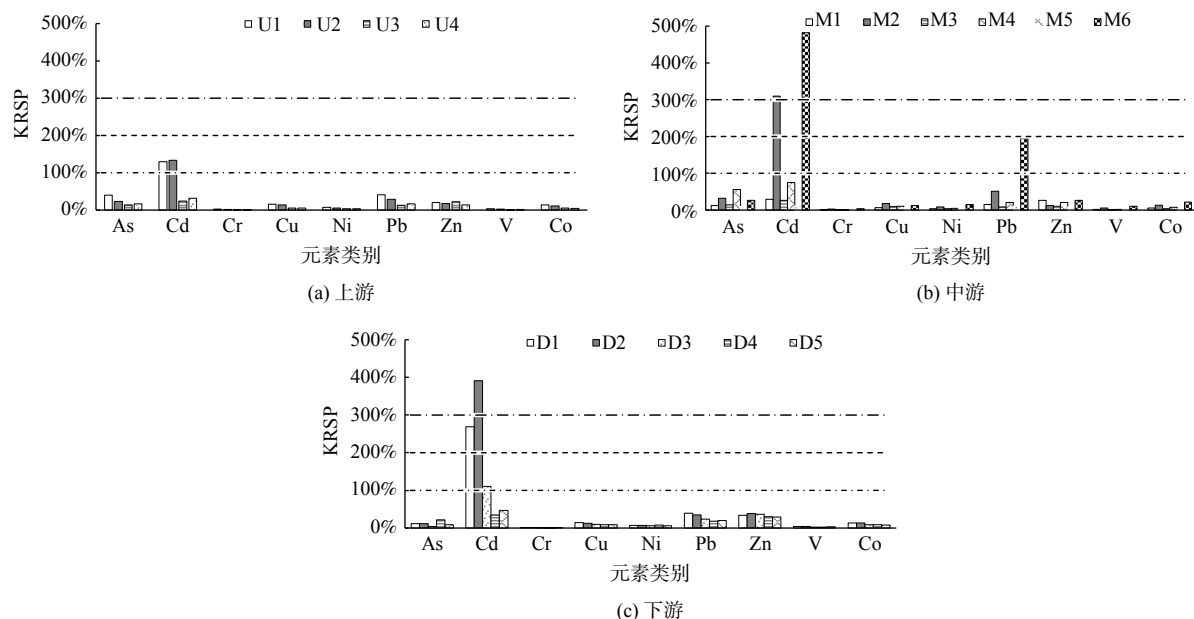 U1 U2 U3 U4
500%
400%
300%
200%
100%
0%
KRSP
As Cd Cr Cu Ni Pb Zn V Co
元素类别
(a) 上游
M1 M2 M3 M4 M5 M6
500%
400%
300%
200%
100%
0%
KRSP
As Cd Cr Cu Ni Pb Zn V Co
元素类别
(b) 中游
D1 D2 D3 D4 D5
500%
400%
300%
200%
100%
0%
KRSP
As Cd Cr Cu Ni Pb Zn V Co
元素类别
(c) 下游